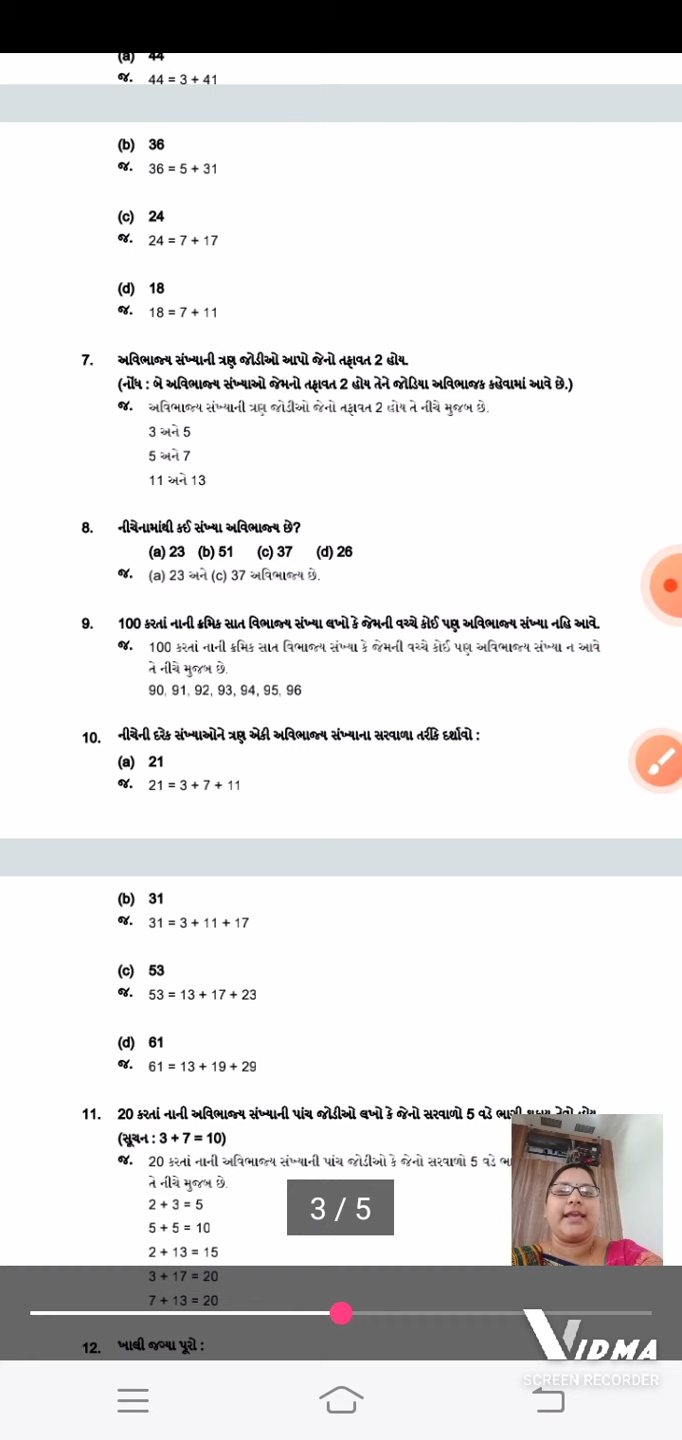 (a) 44
જ. 44 = 3 + 41
(b) 36
જ. 36 = 5 + 31
(c) 24
જ. 24 = 7 + 17
(d) 18
જ. 18 = 7 + 11
7. અવિભાજ્ય સંખ્યાની ત્રણ જોડીઓ આપો જેનો તફાવત 2 હોય.
(નોંધ : બે અવિભાજ્ય સંખ્યાઓ જેમનો તફાવત 2 હોય તેને જોડિયા અવિભાજક કહેવામાં આવે છે.)
જ. અવિભાજ્ય સંખ્યાની ત્રણ જોડીઓ જેનો તફાવત 2 હોય તે નીચે મુજબ છે.
3 અને 5
5 અને 7
11 અને 13
8. નીચેનામાંથી કઈ સંખ્યા અવિભાજ્ય છે?
(a) 23 (b) 51 (c) 37 (d) 26
જ. (a) 23 અને (c) 37 અવિભાજ્ય છે.
9. 100 કરતાં નાની ક્રમિક સાત વિભાજ્ય સંખ્યા લખો કે જેમની વચ્ચે કોઈ પણ અવિભાજ્ય સંખ્યા નહિ આવે.
જ. 100 કરતાં નાની ક્રમિક સાત વિભાજ્ય સંખ્યા કે જેમની વચ્ચે કોઈ પણ અવિભાજ્ય સંખ્યા ન આવે
તે નીચે મુજબ છે.
90, 91, 92, 93, 94, 95, 96
10. નીચેની દરેક સંખ્યાઓને ત્રણ એકી અવિભાજ્ય સંખ્યાના સરવાળા તરીકે દર્શાવો :
(a) 21
જ. 21 = 3 + 7 + 11
(b) 31
જ. 31 = 3 + 11 + 17
(c) 53
જ. 53 = 13 + 17 + 23
(d) 61
જ. 61 = 13 + 19 + 29
11. 20 કરતાં નાની અવિભાજ્ય સંખ્યાની પાંચ જોડીઓ લખો કે જેનો સરવાળો 5 વડે
(સૂચન : 3 + 7 = 10)
જ. 20 કરતાં નાની અવિભાજ્ય સંખ્યાની પાંચ જોડીઓ કે જેનો સરવાળો 5 વડે
તે નીચે મુજબ છે.
2 + 3 = 5
3 / 5
5 + 5 = 10
2 + 13 = 15
3 + 17 = 20
7 + 13 = 20
12. ખાલી જગ્યા પૂરો :
VIDMA
SCREEN RECORDER